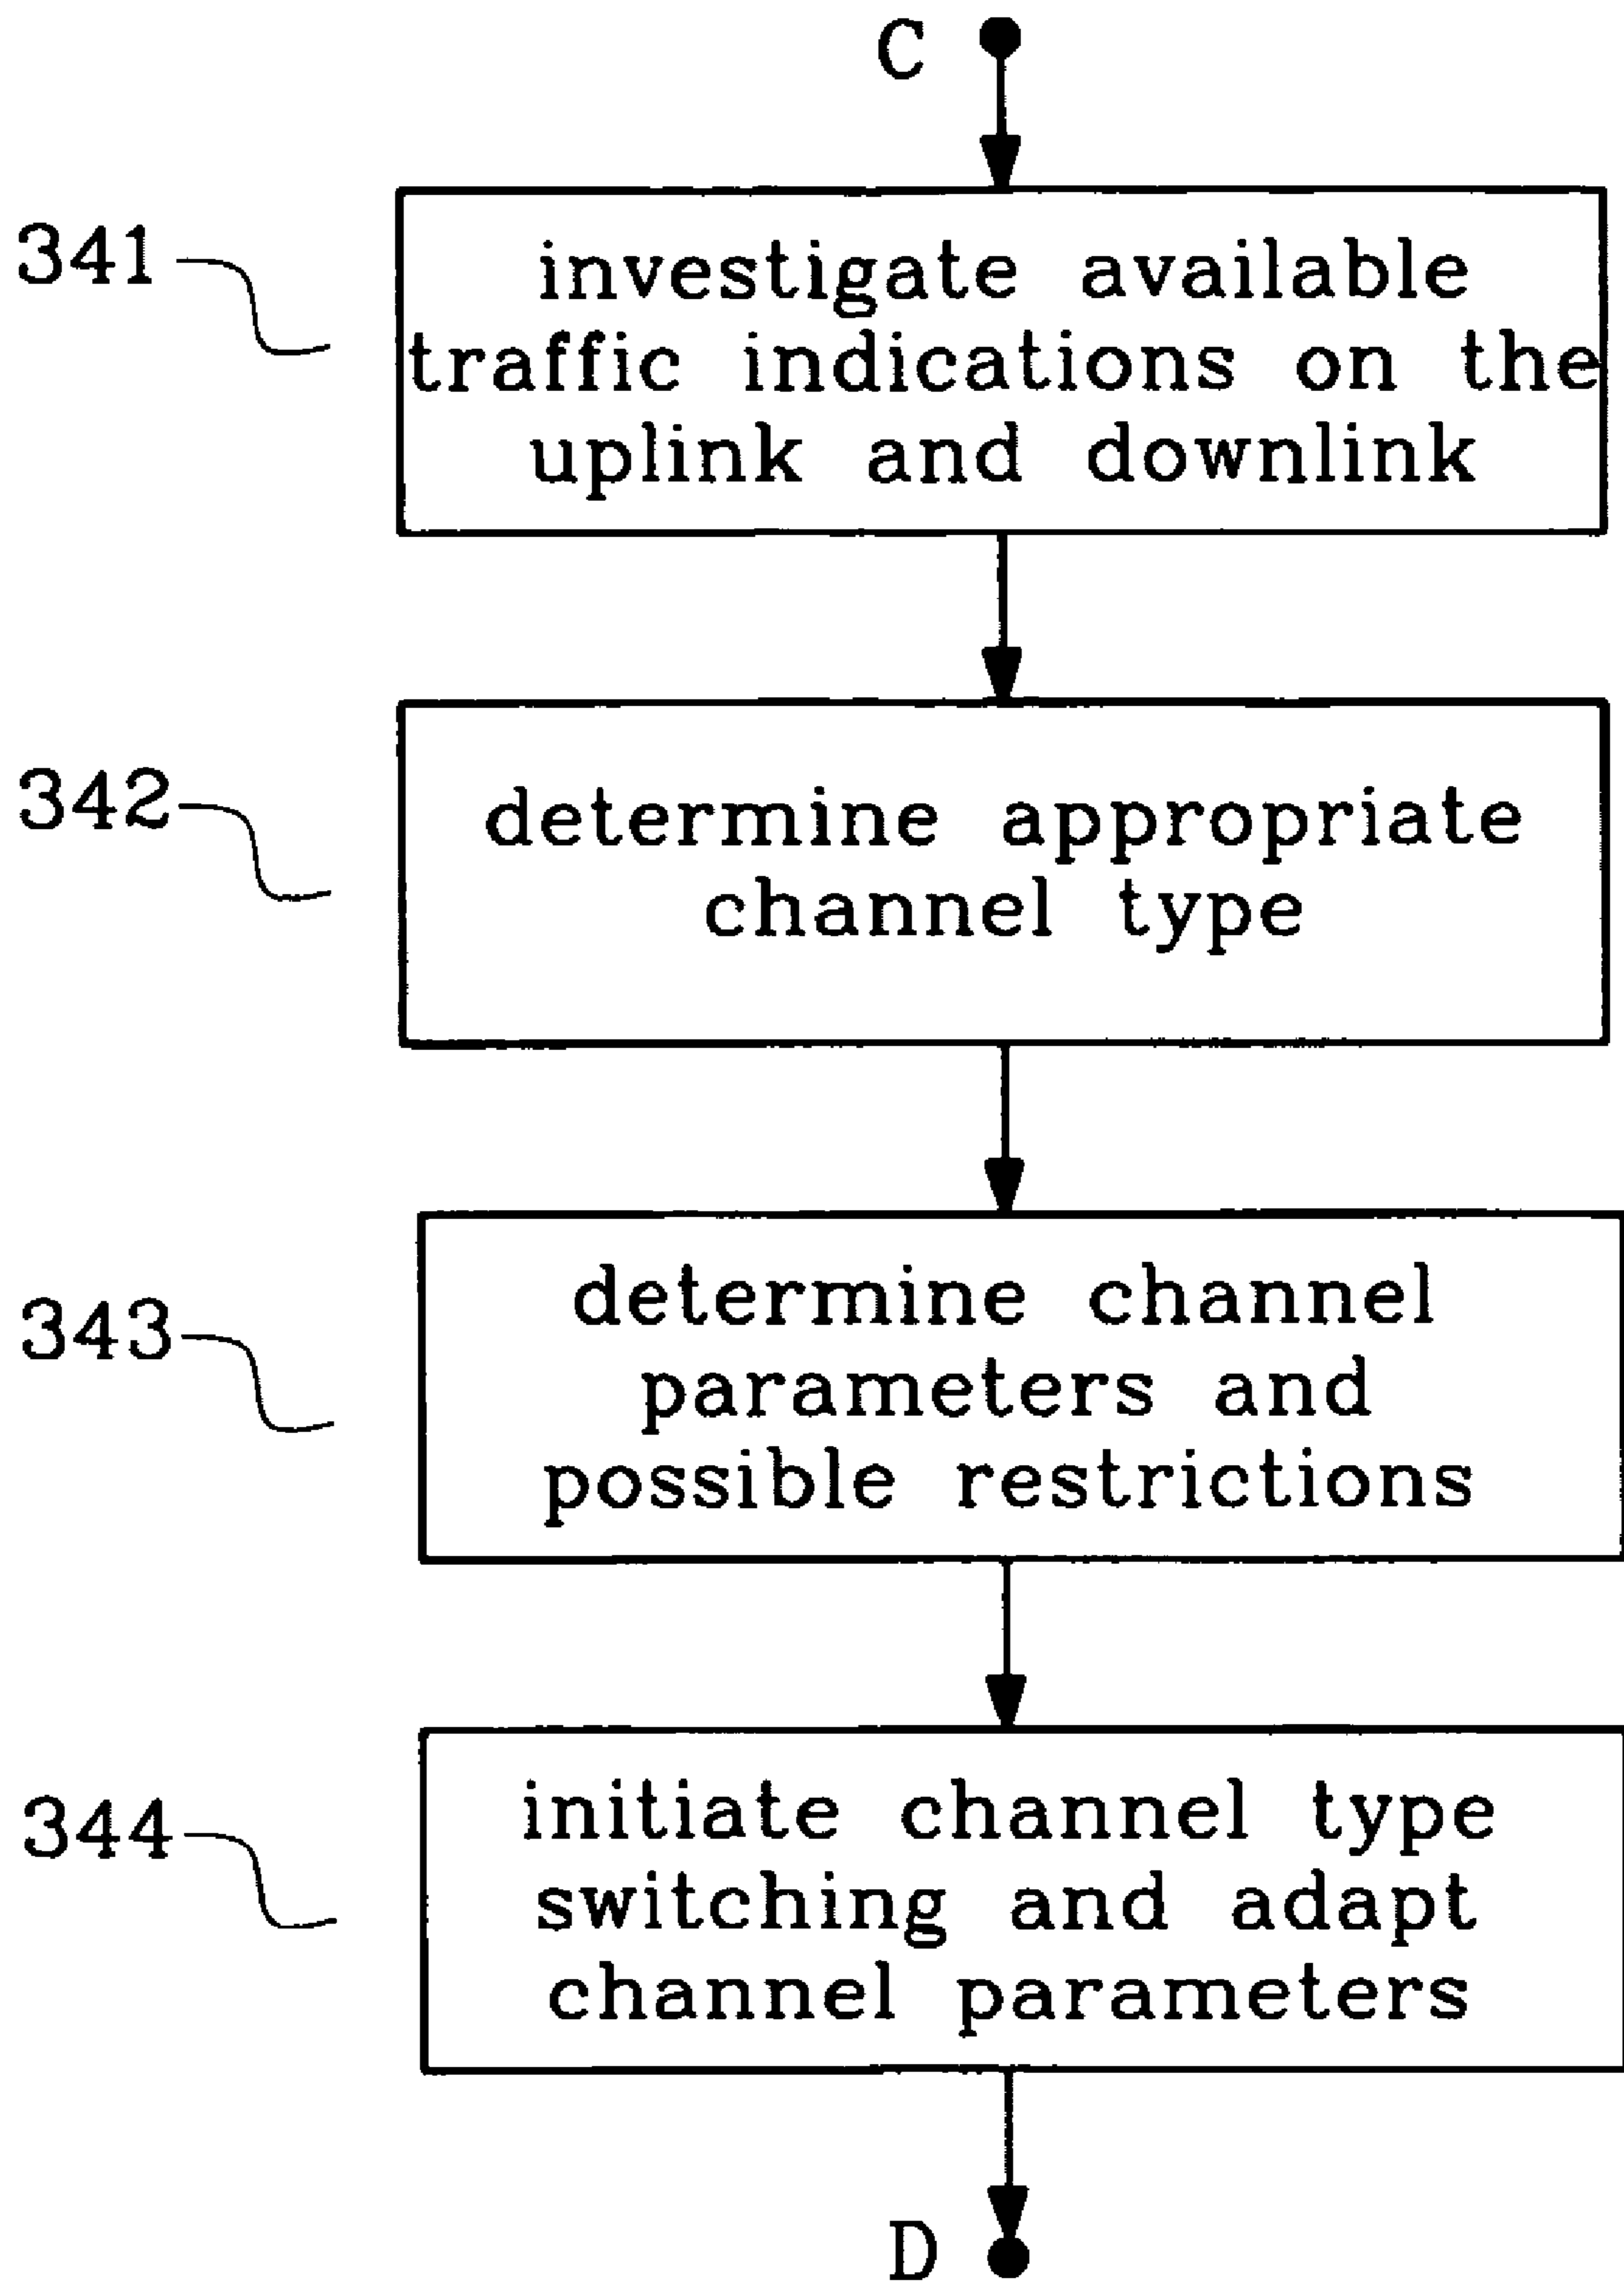 C
341
investigate available
traffic indications on the
uplink and downlink
342
determine appropriate
channel type
343
determine channel
parameters and
possible restrictions
344
initiate channel type
switching and adapt
channel parameters
D